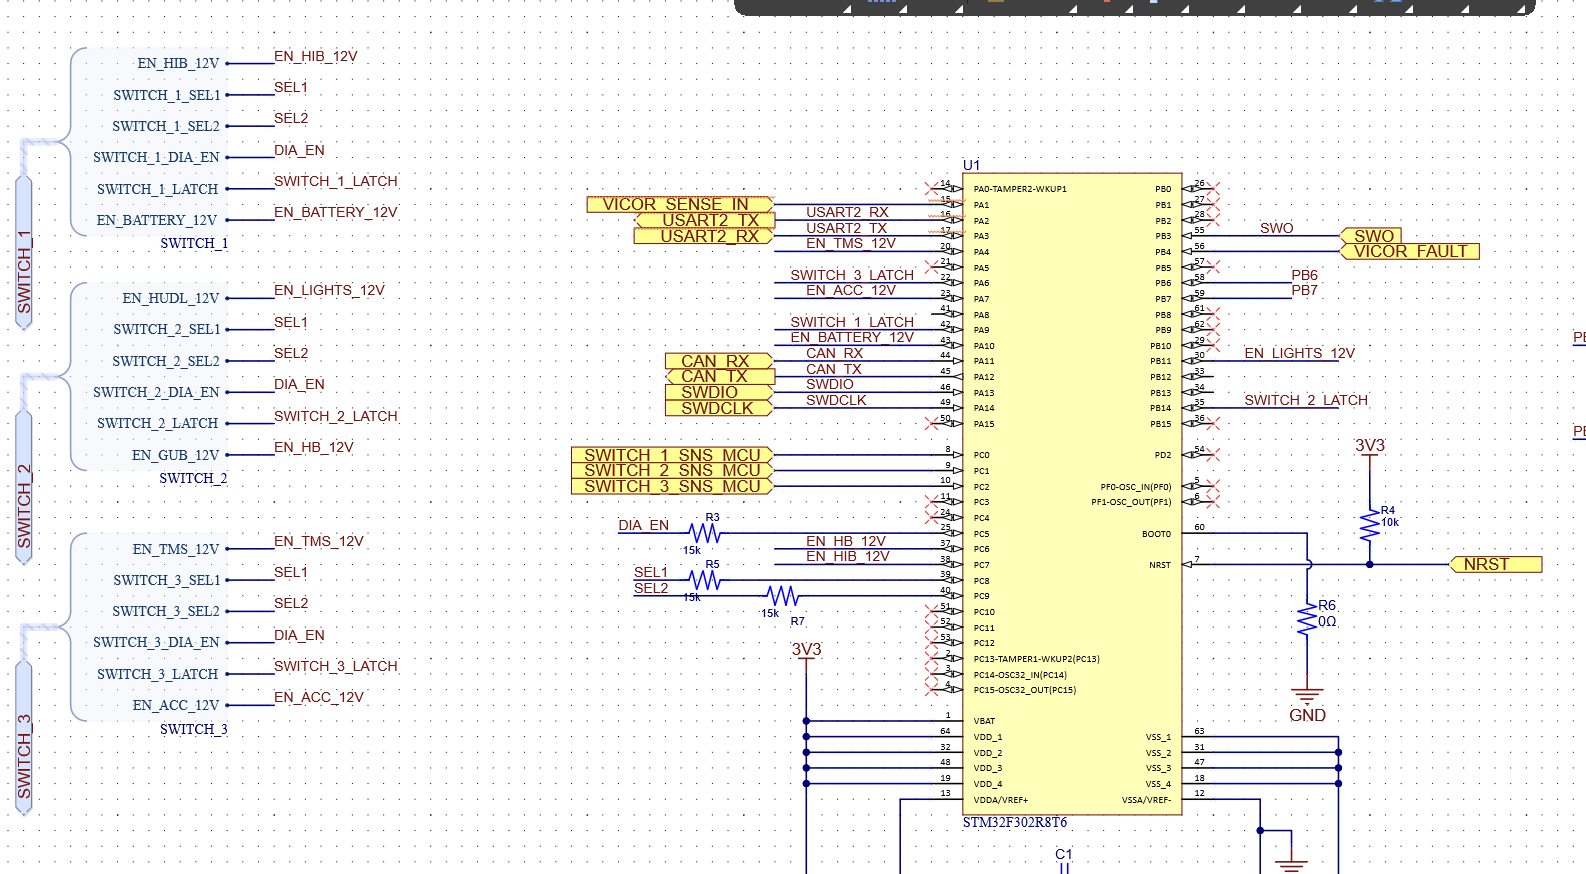 EN_HIB_12V EN_HIB_12V
SWITCH_1_SEL1 SEL1
SWITCH_1_SEL2 SEL2
SWITCH_1_DIA_EN DIA_EN
SWITCH_1_LATCH SWITCH_1_LATCH
EN_BATTERY_12V EN_BATTERY_12V
SWITCH_1
SWITCH_1
EN_HUDL_12V EN_LIGHTS_12V
SWITCH_2_SEL1 SEL1
SWITCH_2_SEL2 SEL2
SWITCH_2_DIA_EN DIA_EN
SWITCH_2_LATCH SWITCH_2_LATCH
EN_GUB_12V EN_HB_12V
SWITCH_2
SWITCH_2
EN_TMS_12V EN_TMS_12V
SWITCH_3_SEL1 SEL1
SWITCH_3_SEL2 SEL2
SWITCH_3_DIA_EN DIA_EN
SWITCH_3_LATCH SWITCH_3_LATCH
EN_ACC_12V EN_ACC_12V
SWITCH_3
SWITCH_3
U1
14 PA0-TAMPER2-WKUP1 PB0 26
VICOR_SENSE_IN 15 PA1 PB1 27
USART2_TX USART2_RX 16 PA2 PB2 28
USART2_RX USART2_TX 17 PA3 PB3 55 SWO SWO
EN_TMS_12V 20 PA4 PB4 56 VICOR_FAULT
21 PA5 PB5 57
SWITCH_3_LATCH 22 PA6 PB6 58 PB6
EN_ACC_12V 23 PA7 PB7 59 PB7
41 PA8 PB8 61
SWITCH_1_LATCH 42 PA9 PB9 62
EN_BATTERY_12V 43 PA10 PB10 29
CAN_RX CAN_RX 44 PA11 PB11 30 EN_LIGHTS_12V
CAN_TX CAN_TX 45 PA12 PB12 33
SWDIO SWDIO 46 PA13 PB13 34
SWDCLK SWDCLK 49 PA14 PB14 35 SWITCH_2_LATCH
50 PA15 PB15 36
SWITCH_1_SNS_MCU 8 PC0 PD2 54
SWITCH_2_SNS_MCU 9 PC1
SWITCH_3_SNS_MCU 10 PC2 PF0-OSC_IN(PF0) 5
11 PC3 PF1-OSC_OUT(PF1) 6
24 PC4
DIA_EN R3 15k 25 PC5 BOOT0 60
EN_HB_12V 37 PC6
EN_HIB_12V 38 PC7 NRST 7 NRST
SEL1 R5 15k 39 PC8
SEL2 15k R7 40 PC9
51 PC10
52 PC11
53 PC12
2 PC13-TAMPER1-WKUP2(PC13)
3 PC14-OSC32_IN(PC14)
4 PC15-OSC32_OUT(PC15)
3V3
R4
10k
R6
0Ω
GND
3V3
1 VBAT
64 VDD_1 VSS_1 63
32 VDD_2 VSS_2 31
48 VDD_3 VSS_3 47
19 VDD_4 VSS_4 18
13 VDDA/VREF+ VSSA/VREF- 12
STM32F302R8T6
C1